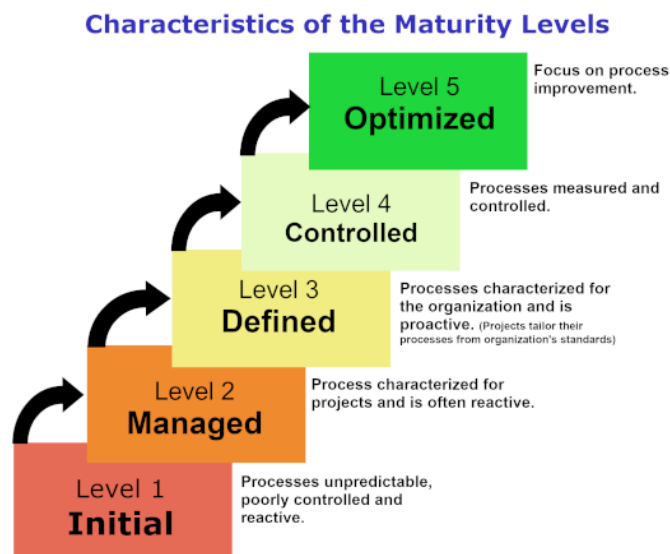 Characteristics of the Maturity Levels
Level 5
Optimized
Focus on process
improvement.
Level 4
Controlled
Processes measured and
controlled.
Level 3
Defined
Processes characterized for
the organization and is
proactive. (Projects tailor their
processes from organization's standards)
Level 2
Managed
Process characterized for
projects and is often reactive.
Level 1
Initial
Processes unpredictable,
poorly controlled and
reactive.